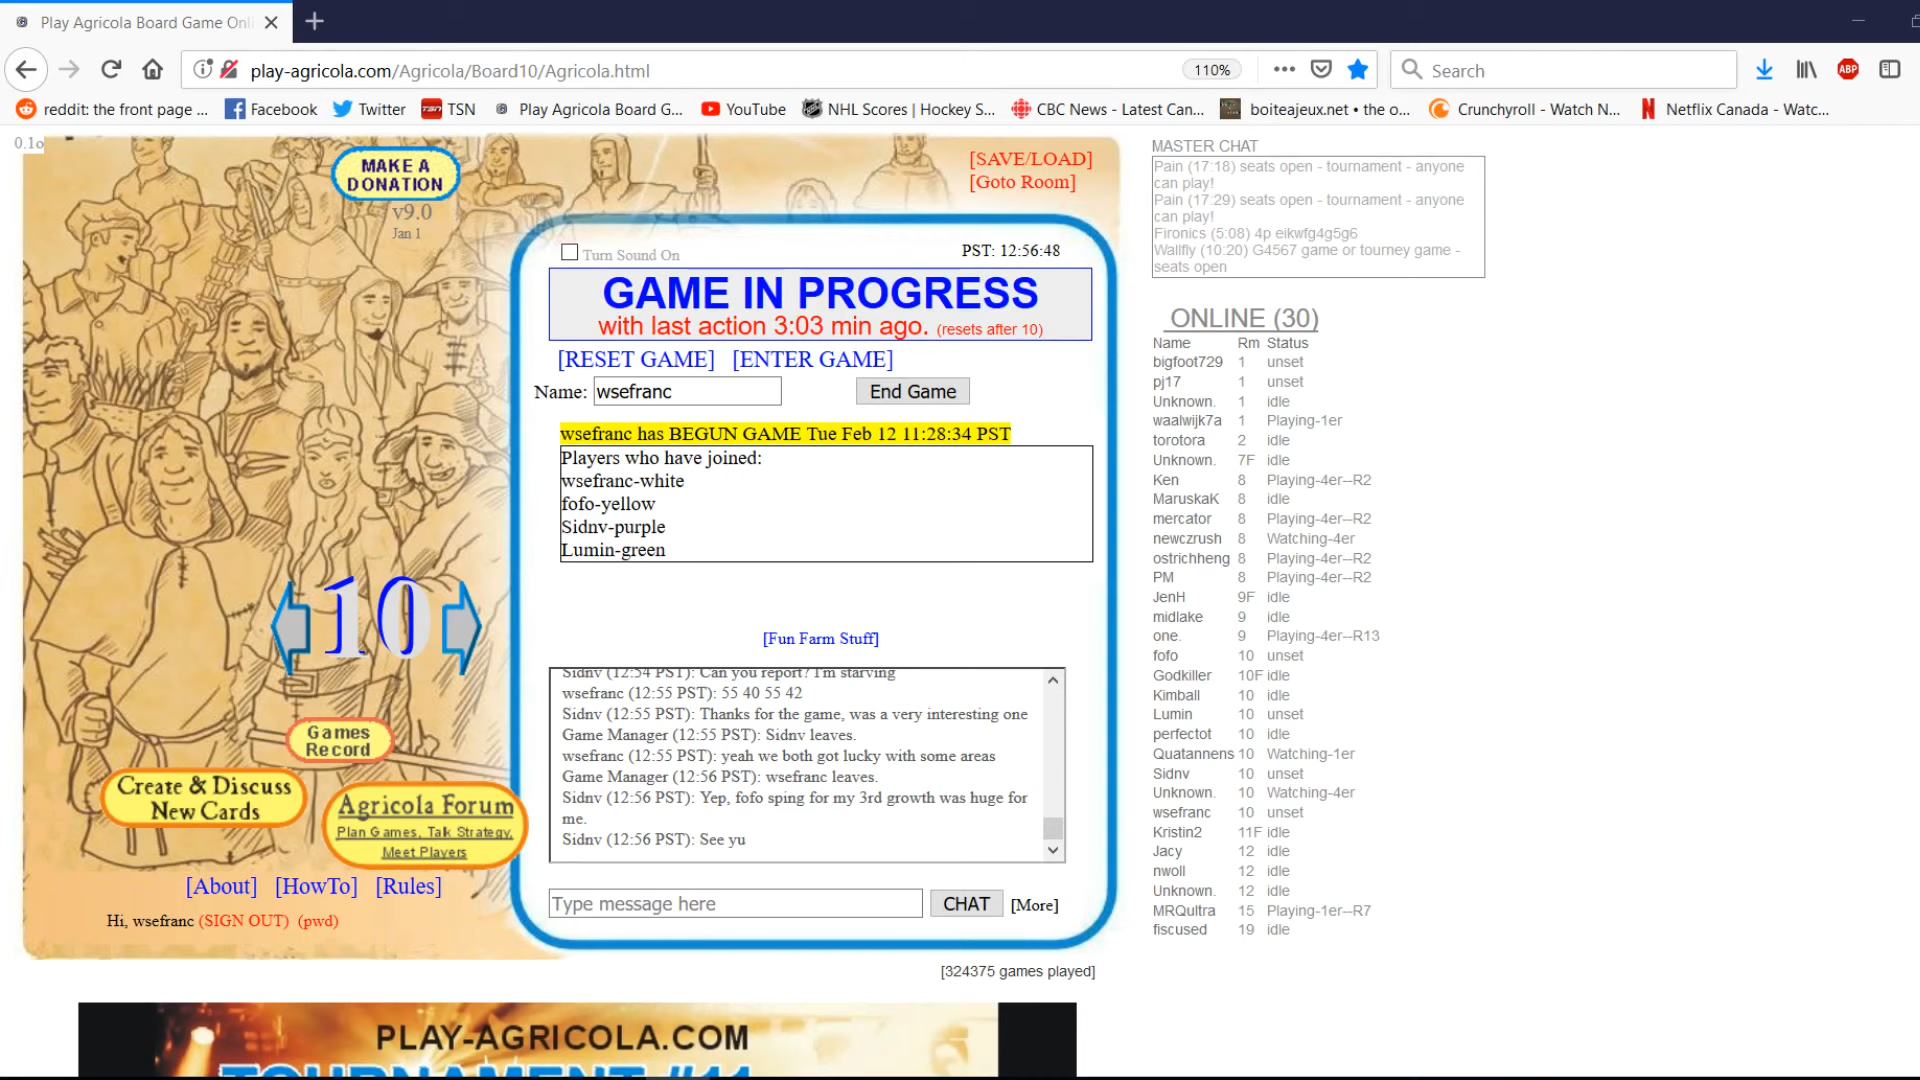 Play Agricola Board Game Onli
play-agricola.com/Agricola/Board10/Agricola.html
110%
Search
ABP
reddit: the front page ...
Facebook
Twitter
TSN
Play Agricola Board G...
YouTube
NHL Scores | Hockey S...
CBC News - Latest Can...
boiteajeux.net • the o...
Crunchyroll - Watch N...
Netflix Canada - Watc...
0.1o
MAKE A
DONATION
v9.0
Jan 1
[SAVE/LOAD]
[Goto Room]
Turn Sound On
PST: 12:56:48
GAME IN PROGRESS
with last action 3:03 min ago. (resets after 10)
[RESET GAME] [ENTER GAME]
Name: wsefranc End Game
wsefranc has BEGUN GAME Tue Feb 12 11:28:34 PST
Players who have joined:
wsefranc-white
fofo-yellow
Sidnv-purple
Lumin-green
10
[Fun Farm Stuff]
Sidnv (12:54 PST): Can you report? I'm starving
wsefranc (12:55 PST): 55 40 55 42
Sidnv (12:55 PST): Thanks for the game, was a very interesting one
Game Manager (12:55 PST): Sidnv leaves.
wsefranc (12:55 PST): yeah we both got lucky with some areas
Game Manager (12:56 PST): wsefranc leaves.
Sidnv (12:56 PST): Yep, fofo sping for my 3rd growth was huge for
me.
Sidnv (12:56 PST): See yu
Type message here CHAT [More]
Games
Record
Create & Discuss
New Cards
Agricola Forum
Plan Games, Talk Strategy,
Meet Players
[About] [HowTo] [Rules]
Hi, wsefranc (SIGN OUT) (pwd)
[324375 games played]
PLAY-AGRICOLA.COM
TOURNAMENT #11
MASTER CHAT
Pain (17:18) seats open - tournament - anyone
can play!
Pain (17:29) seats open - tournament - anyone
can play!
Fironics (5:08) 4p eikwfg4g5g6
Wallfly (10:20) G4567 game or tourney game -
seats open
ONLINE (30)
Name Rm Status
bigfoot729 1 unset
pj17 1 unset
Unknown. 1 idle
waalwijk7a 1 Playing-1er
torotora 2 idle
Unknown. 7F idle
Ken 8 Playing-4er--R2
MaruskaK 8 idle
mercator 8 Playing-4er--R2
newczrush 8 Watching-4er
ostrichheng 8 Playing-4er--R2
PM 8 Playing-4er--R2
JenH 9F idle
midlake 9 idle
one. 9 Playing-4er--R13
fofo 10 unset
Godkiller 10F idle
Kimball 10 idle
Lumin 10 unset
perfectot 10 idle
Quatannens 10 Watching-1er
Sidnv 10 unset
Unknown. 10 Watching-4er
wsefranc 10 unset
Kristin2 11F idle
Jacy 12 idle
nwoll 12 idle
Unknown. 12 idle
MRQultra 15 Playing-1er--R7
fiscused 19 idle